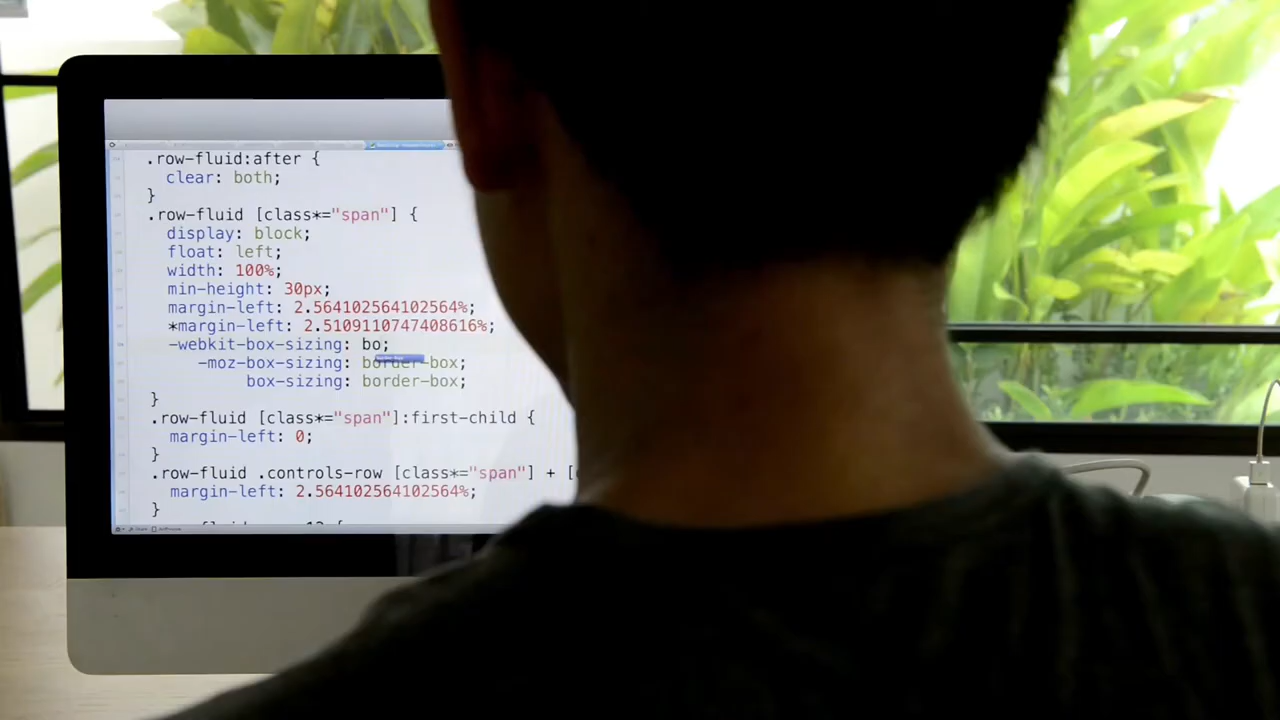 .row-fluid:after {
clear: both;
}
.row-fluid [class*="span"] {
display: block;
float: left;
width: 100%;
min-height: 30px;
margin-left: 2.564102564102564%;
*margin-left: 2.5109110747408616%;
-webkit-box-sizing: bo;
-moz-box-sizing: border-box;
box-sizing: border-box;
}
.row-fluid [class*="span"]:first-child {
margin-left: 0;
}
.row-fluid .controls-row [class*="span"] + [
margin-left: 2.564102564102564%;
}